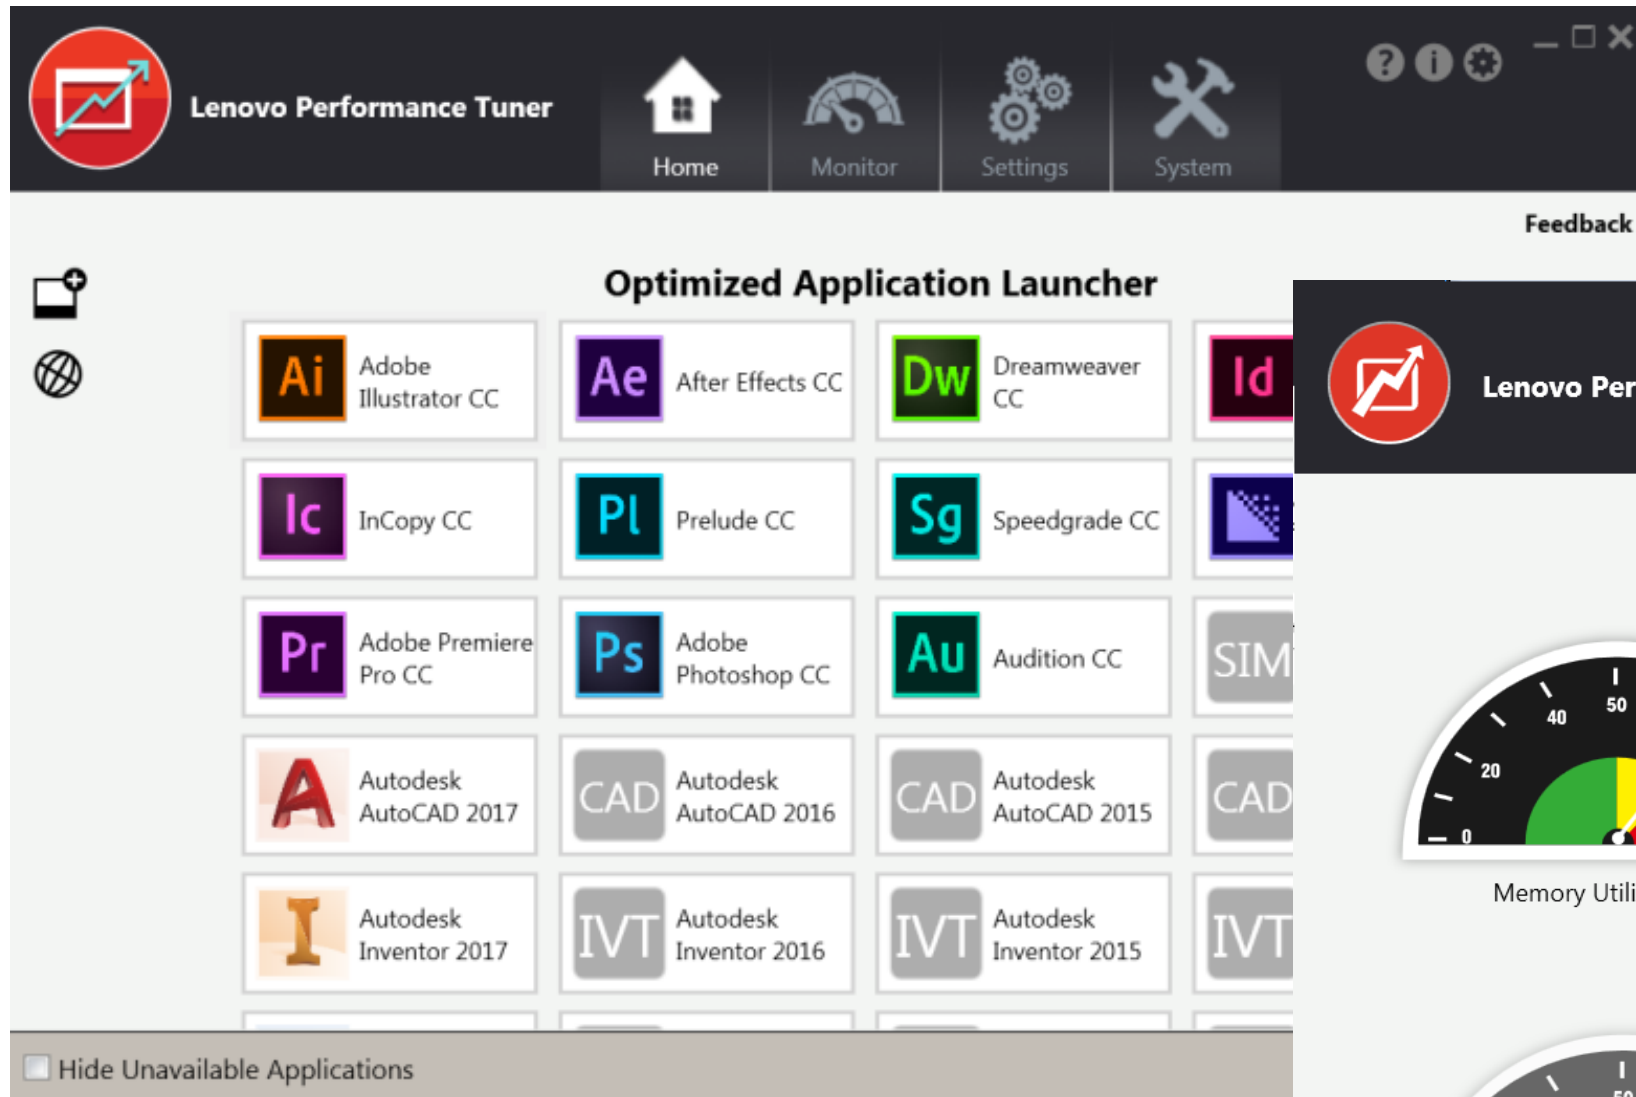 Lenovo Performance Tuner
Home
Monitor
Settings
System
Feedback
Optimized Application Launcher
Ai
Adobe
Illustrator CC
Ae
After Effects CC
Dw
Dreamweaver
CC
Id
Ic
InCopy CC
Pl
Prelude CC
Sg
Speedgrade CC
Pr
Adobe Premiere
Pro CC
Ps
Adobe
Photoshop CC
Au
Audition CC
SIM
Autodesk
AutoCAD 2017
CAD
Autodesk
AutoCAD 2016
CAD
Autodesk
AutoCAD 2015
CAD
Autodesk
Inventor 2017
IVT
Autodesk
Inventor 2016
IVT
Autodesk
Inventor 2015
IVT
Hide Unavailable Applications
Lenovo Per
0
20
40
50
Memory Utili